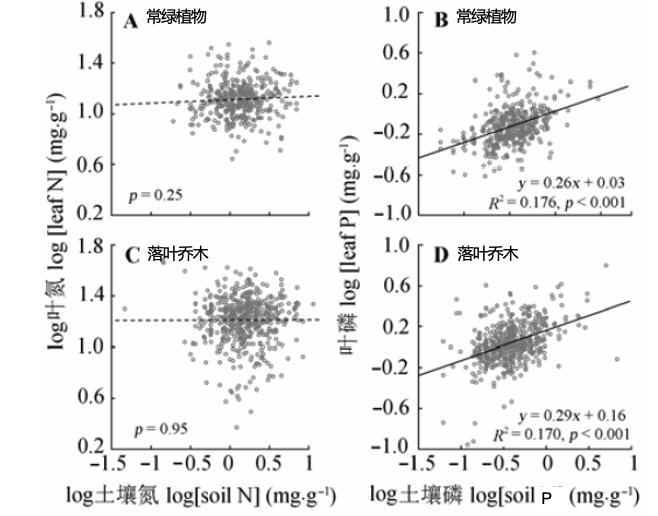 A 常绿植物
1.8
1.4
1.0
0.6
0.2
p = 0.25
log叶氮 log [leaf N] (mg·g⁻¹)
B 常绿植物
1.0
0.6
0.2
−0.2
−0.6
−1.0
y = 0.26x + 0.03
R² = 0.176, p < 0.001
叶磷 log [leaf P] (mg·g⁻¹)
C 落叶乔木
1.8
1.4
1.0
0.6
0.2
p = 0.95
−1.5 −1 −0.5 0 0.5 1
log土壤氮 log[soil N] (mg·g⁻¹)
D 落叶乔木
1.0
0.6
0.2
−0.2
−0.6
−1.0
y = 0.29x + 0.16
R² = 0.170, p < 0.001
−1.5 −1 −0.5 0 0.5 1
log土壤磷 log[soil P (mg·g⁻¹)